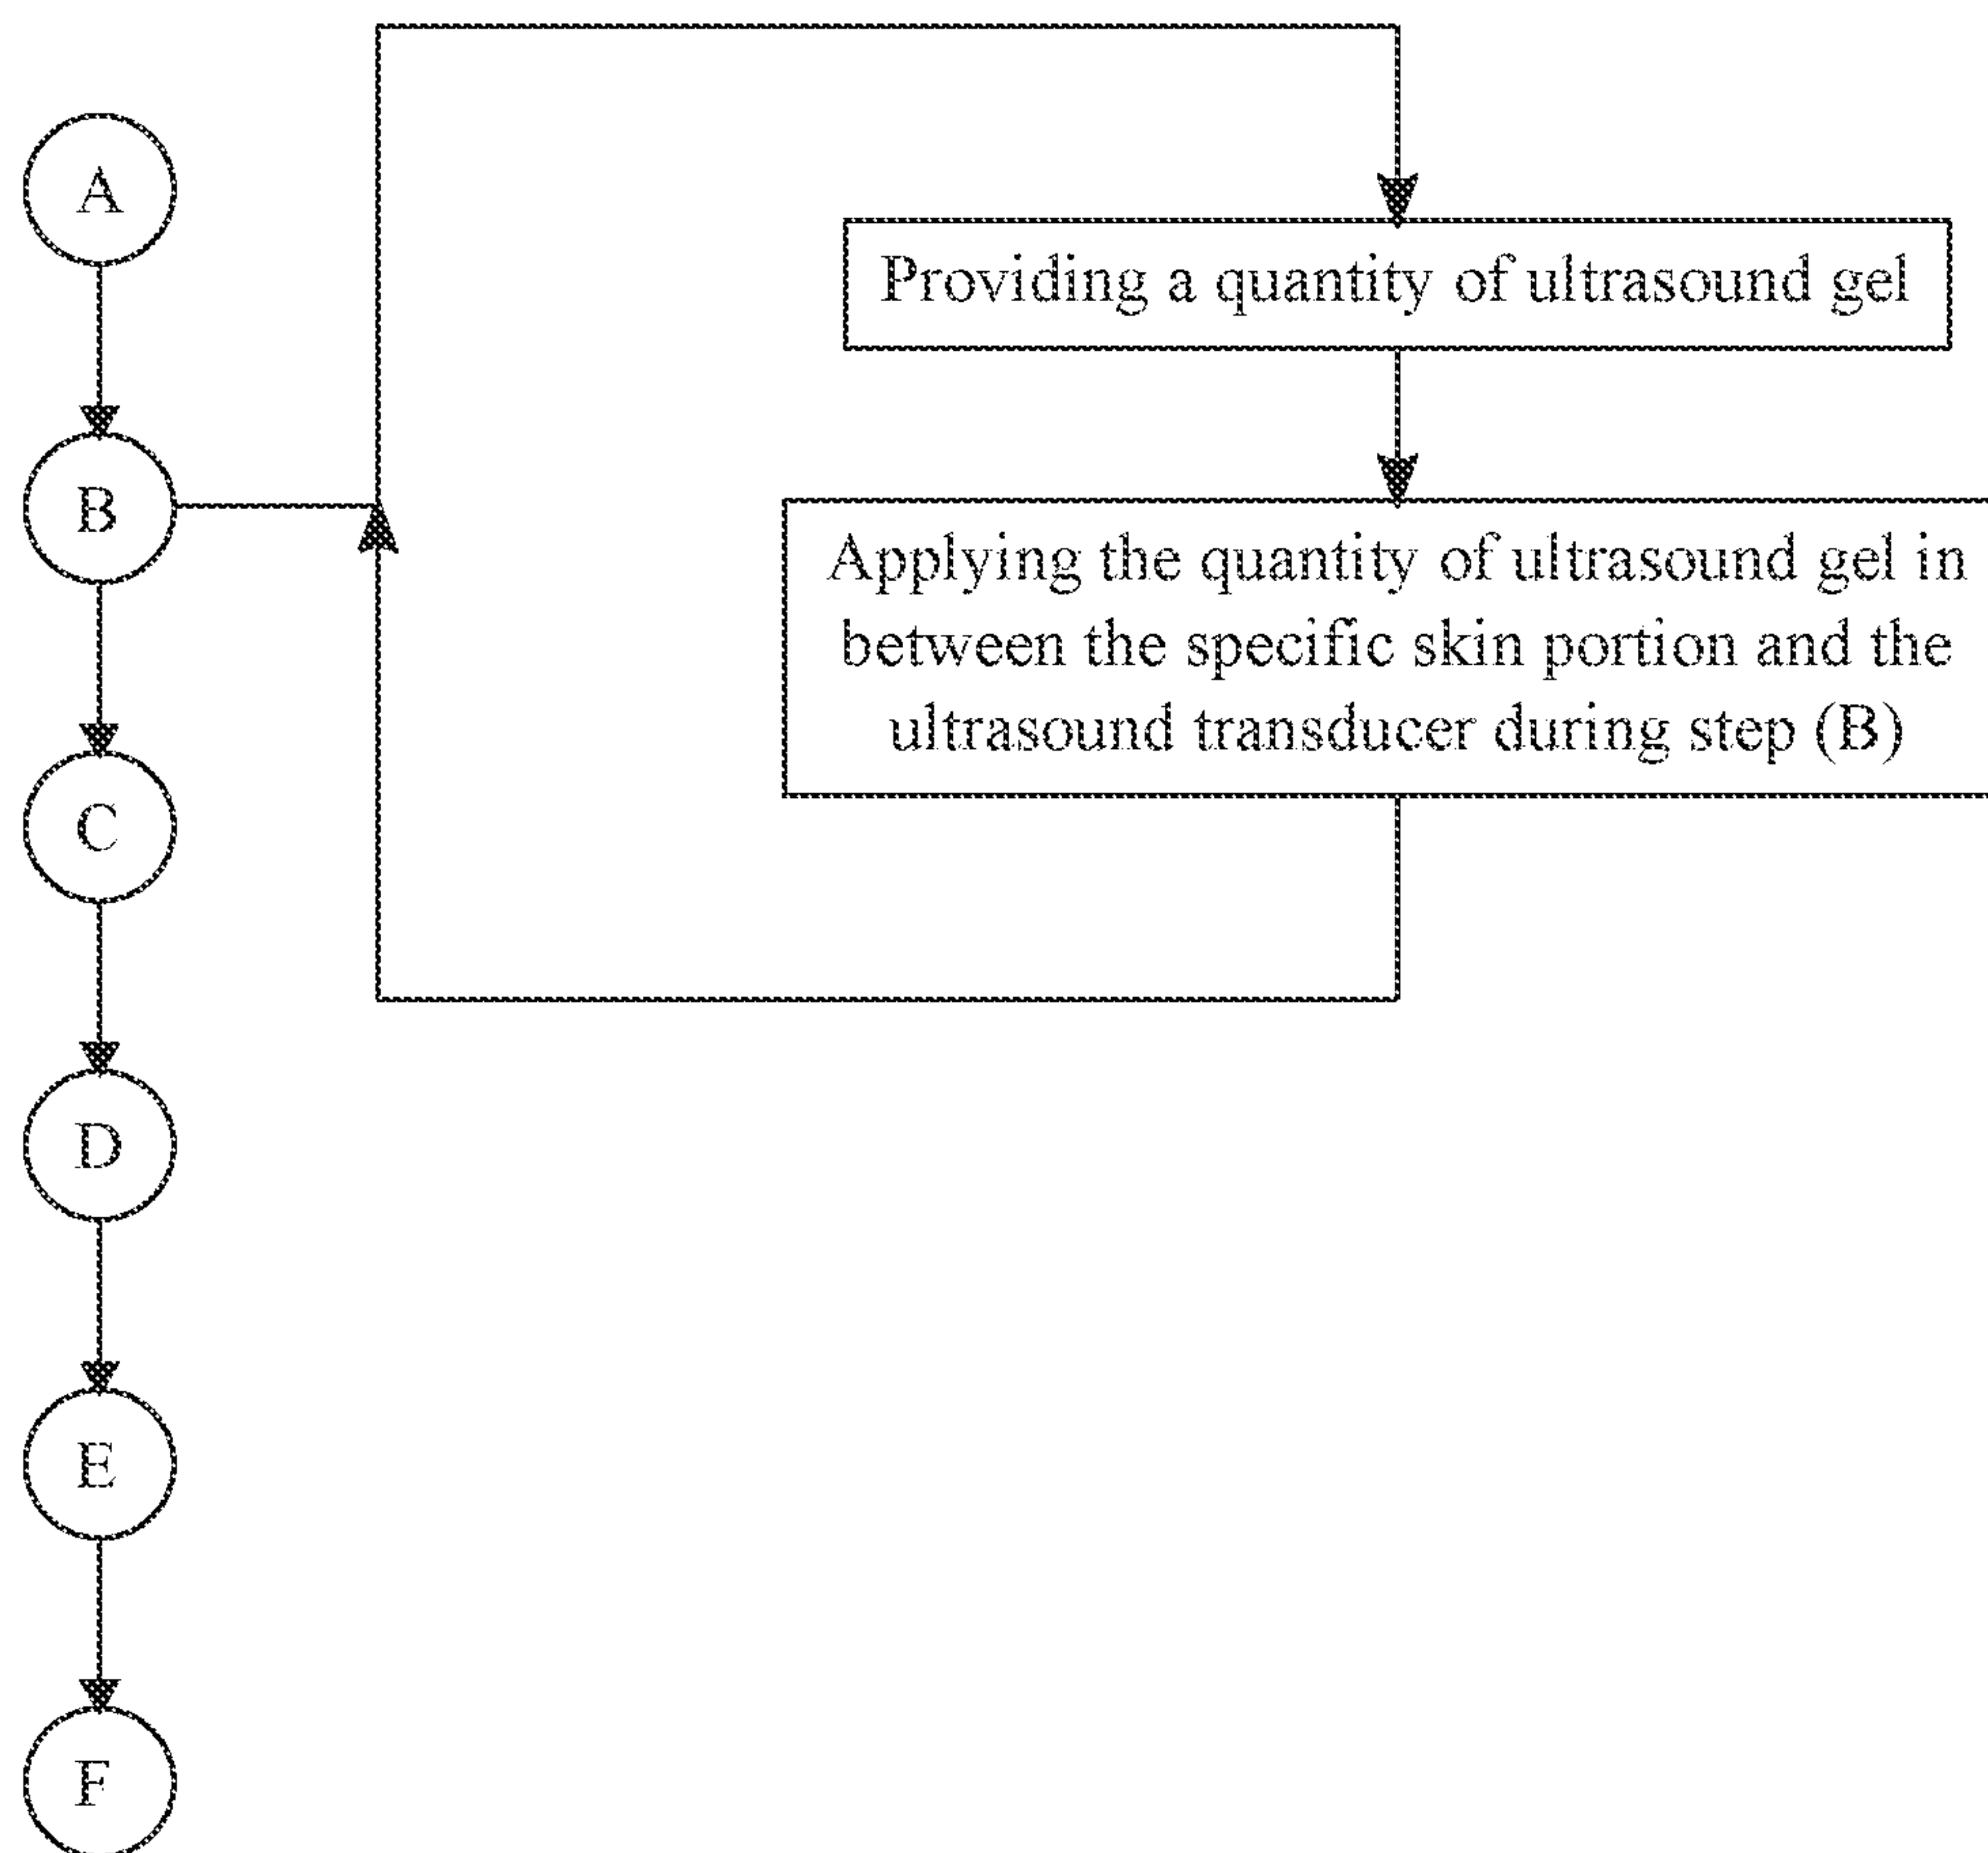 A
Providing a quantity of ultrasound gel
B
Applying the quantity of ultrasound gel in
between the specific skin portion and the
ultrasound transducer during step (B)
C
D
E
F